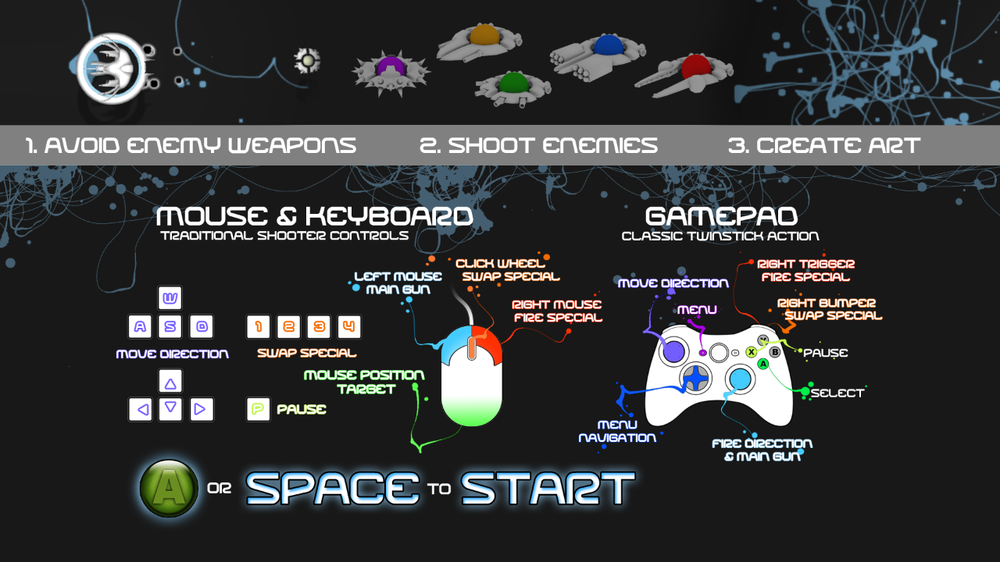 1. AVOID ENEMY WEAPONS 2. SHOOT ENEMIES 3. CREATE ART
MOUSE & KEYBOARD
TRADITIONAL SHOOTER CONTROLS
GAMEPAD
CLASSIC TWINSTICK ACTION
W
A S D
MOVE DIRECTION
1 2 3 4
SWAP SPECIAL
P PAUSE
LEFT MOUSE
MAIN GUN
CLICK WHEEL
SWAP SPECIAL
RIGHT MOUSE
FIRE SPECIAL
MOUSE POSITION
TARGET
MOVE DIRECTION
MENU
RIGHT TRIGGER
FIRE SPECIAL
RIGHT BUMPER
SWAP SPECIAL
X B
A
PAUSE
SELECT
MENU
NAVIGATION
FIRE DIRECTION
& MAIN GUN
A OR SPACE TO START